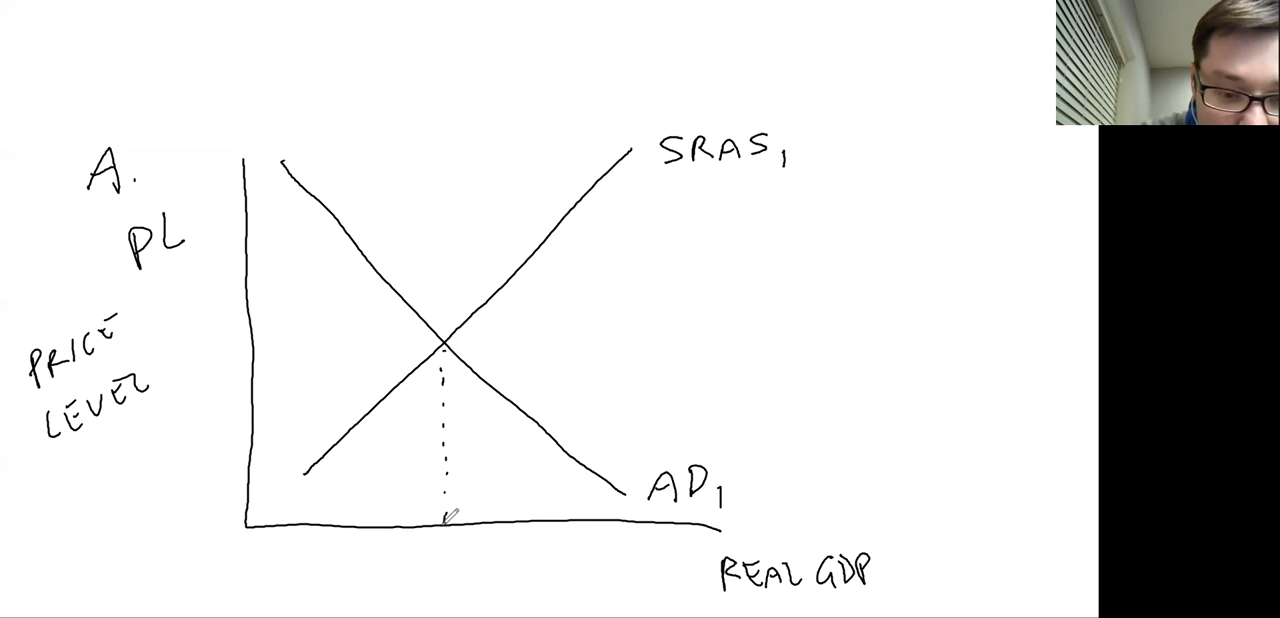 A.
PL
PRICE
LEVEL
SRAS1
AD1
REAL GDP